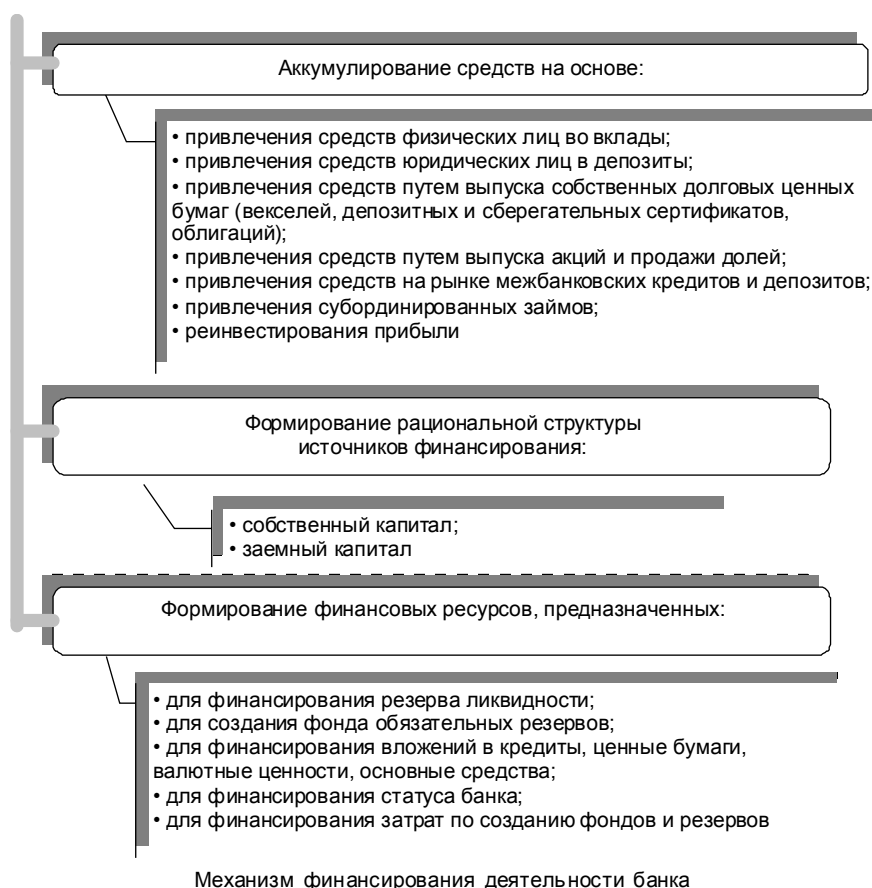 Аккумулирование средств на основе:
• привлечения средств физических лиц во вклады;
• привлечения средств юридических лиц в депозиты;
• привлечения средств путем выпуска собственных долговых ценных
бумаг (векселей, депозитных и сберегательных сертификатов,
облигаций);
• привлечения средств путем выпуска акций и продажи долей;
• привлечения средств на рынке межбанковских кредитов и депозитов;
• привлечения субординированных займов;
• реинвестирования прибыли
Формирование рациональной структуры
источников финансирования:
• собственный капитал;
• заемный капитал
Формирование финансовых ресурсов, предназначенных:
• для финансирования резерва ликвидности;
• для создания фонда обязательных резервов;
• для финансирования вложений в кредиты, ценные бумаги,
валютные ценности, основные средства;
• для финансирования статуса банка;
• для финансирования затрат по созданию фондов и резервов
Механизм финансирования деятельности банка